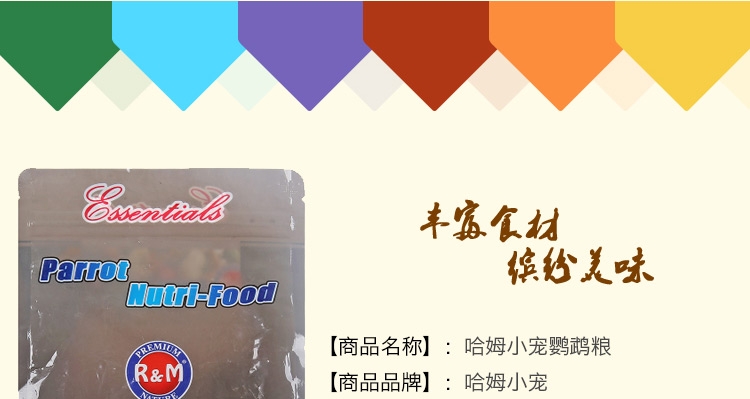 Essentials
丰富食材
缤纷美味
Parrot
Nutri-Food
【商品名称】：哈姆小宠鹦鹉粮
PREMIUM
R&M
®
NATURE
【商品品牌】：哈姆小宠